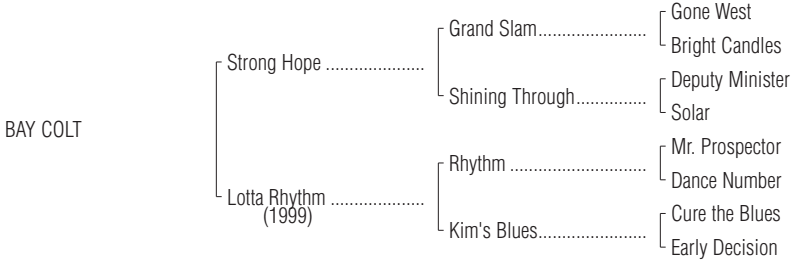 Gone West
Grand Slam......................
Bright Candles
Strong Hope ....................
Deputy Minister
Shining Through..............
Solar
BAY COLT
Mr. Prospector
Rhythm ...........................
Dance Number
Lotta Rhythm ...................
(1999)
Cure the Blues
Kim's Blues.....................
Early Decision